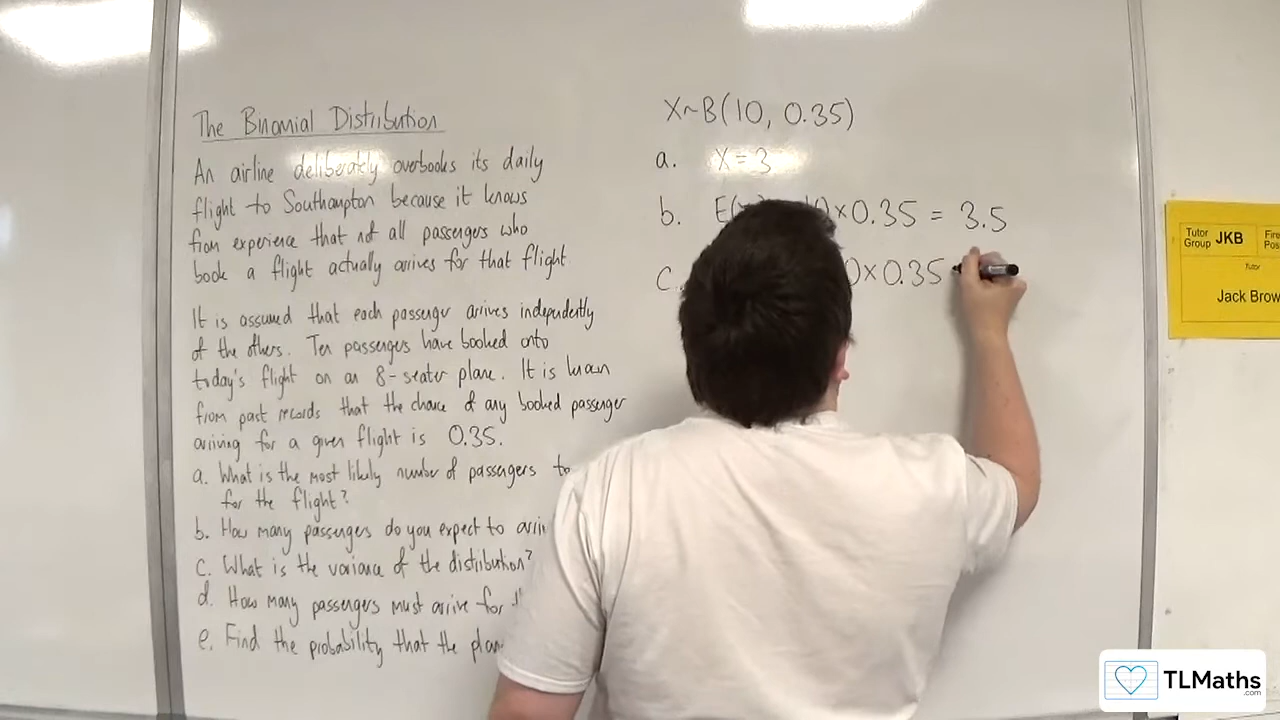 The Binomial Distribution
An airline deliberately overbooks its daily
flight to Southampton because it knows
from experience that not all passengers who
book a flight actually arrives for that flight
It is assumed that each passenger arrives independently
of the others. Ten passengers have booked onto
today's flight on an 8-seater plane. It is known
from past records that the chance of any booked passenger
arriving for a given flight is 0.35.
a. What is the most likely number of passengers to
for the flight?
b. How many passengers do you expect to
c. What is the variance of the distribution?
d. How many passengers must arrive for
e. Find the probability that the
X~B(10, 0.35)
a. X = 3
b. ×0.35 = 3.5
c. ×0.35
Tutor Group JKB
Tutor
Jack
TLMaths
.com